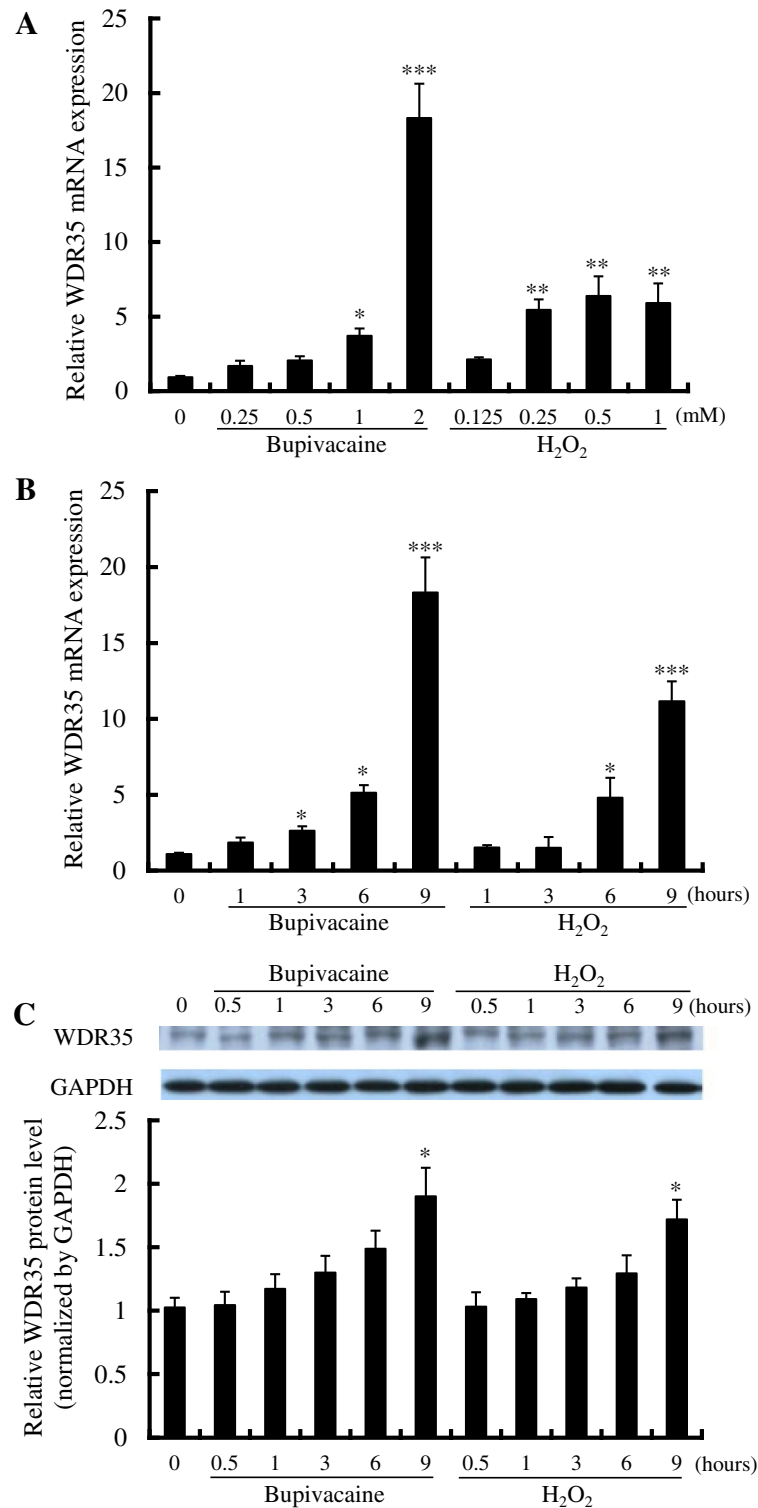 A
Relative WDR35 mRNA expression
25
20
15
10
5
0
***
*
**
**
**
0 0.25 0.5 1 2 0.125 0.25 0.5 1 (mM)
Bupivacaine H₂O₂
B
Relative WDR35 mRNA expression
25
20
15
10
5
0
***
***
*
*
*
0 1 3 6 9 1 3 6 9 (hours)
Bupivacaine H₂O₂
C
Bupivacaine H₂O₂
0 0.5 1 3 6 9 0.5 1 3 6 9 (hours)
WDR35
GAPDH
Relative WDR35 protein level
(normalized by GAPDH)
2.5
2
1.5
1
0.5
0
*
*
0 0.5 1 3 6 9 0.5 1 3 6 9 (hours)
Bupivacaine H₂O₂